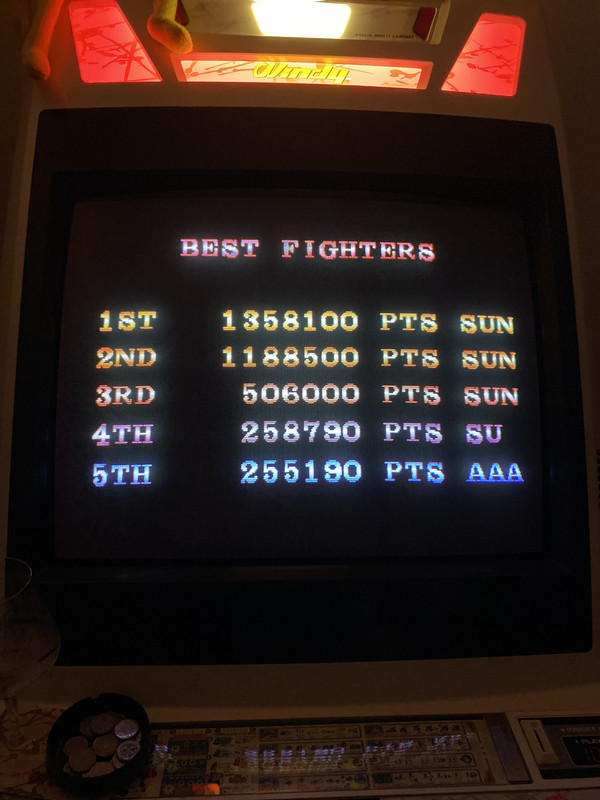 Windy
BEST FIGHTERS
1ST 1358100 PTS SUN
2ND 1188500 PTS SUN
3RD 506000 PTS SUN
4TH 258790 PTS SU
5TH 255190 PTS AAA